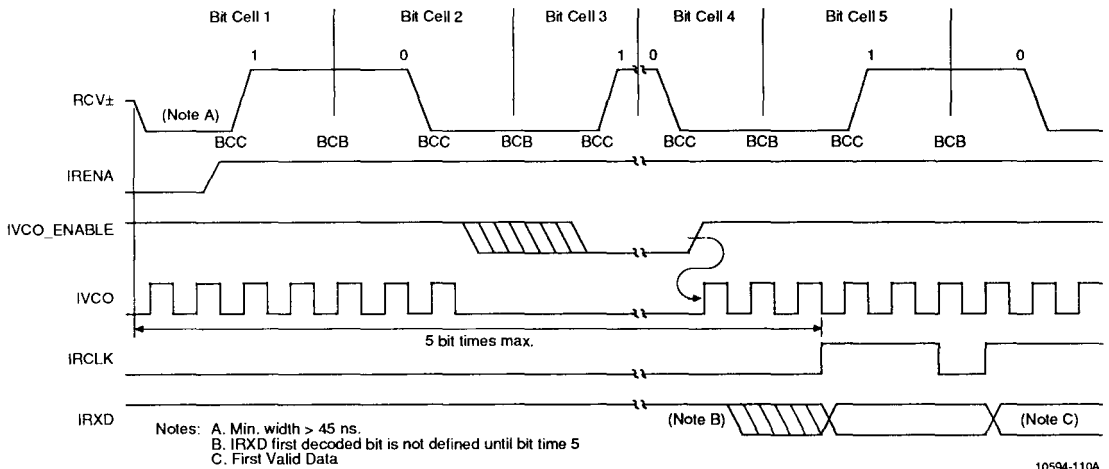 Bit Cell 1 Bit Cell 2 Bit Cell 3 Bit Cell 4 Bit Cell 5
1 0 1 0 1 0
RCV± (Note A)
BCC BCB BCC BCB BCC BCC BCB BCC BCB
IRENA
IVCO_ENABLE
IVCO
5 bit times max.
IRCLK
IRXD (Note B) (Note C)
Notes: A. Min. width > 45 ns.
B. IRXD first decoded bit is not defined until bit time 5
C. First Valid Data
10594-110A